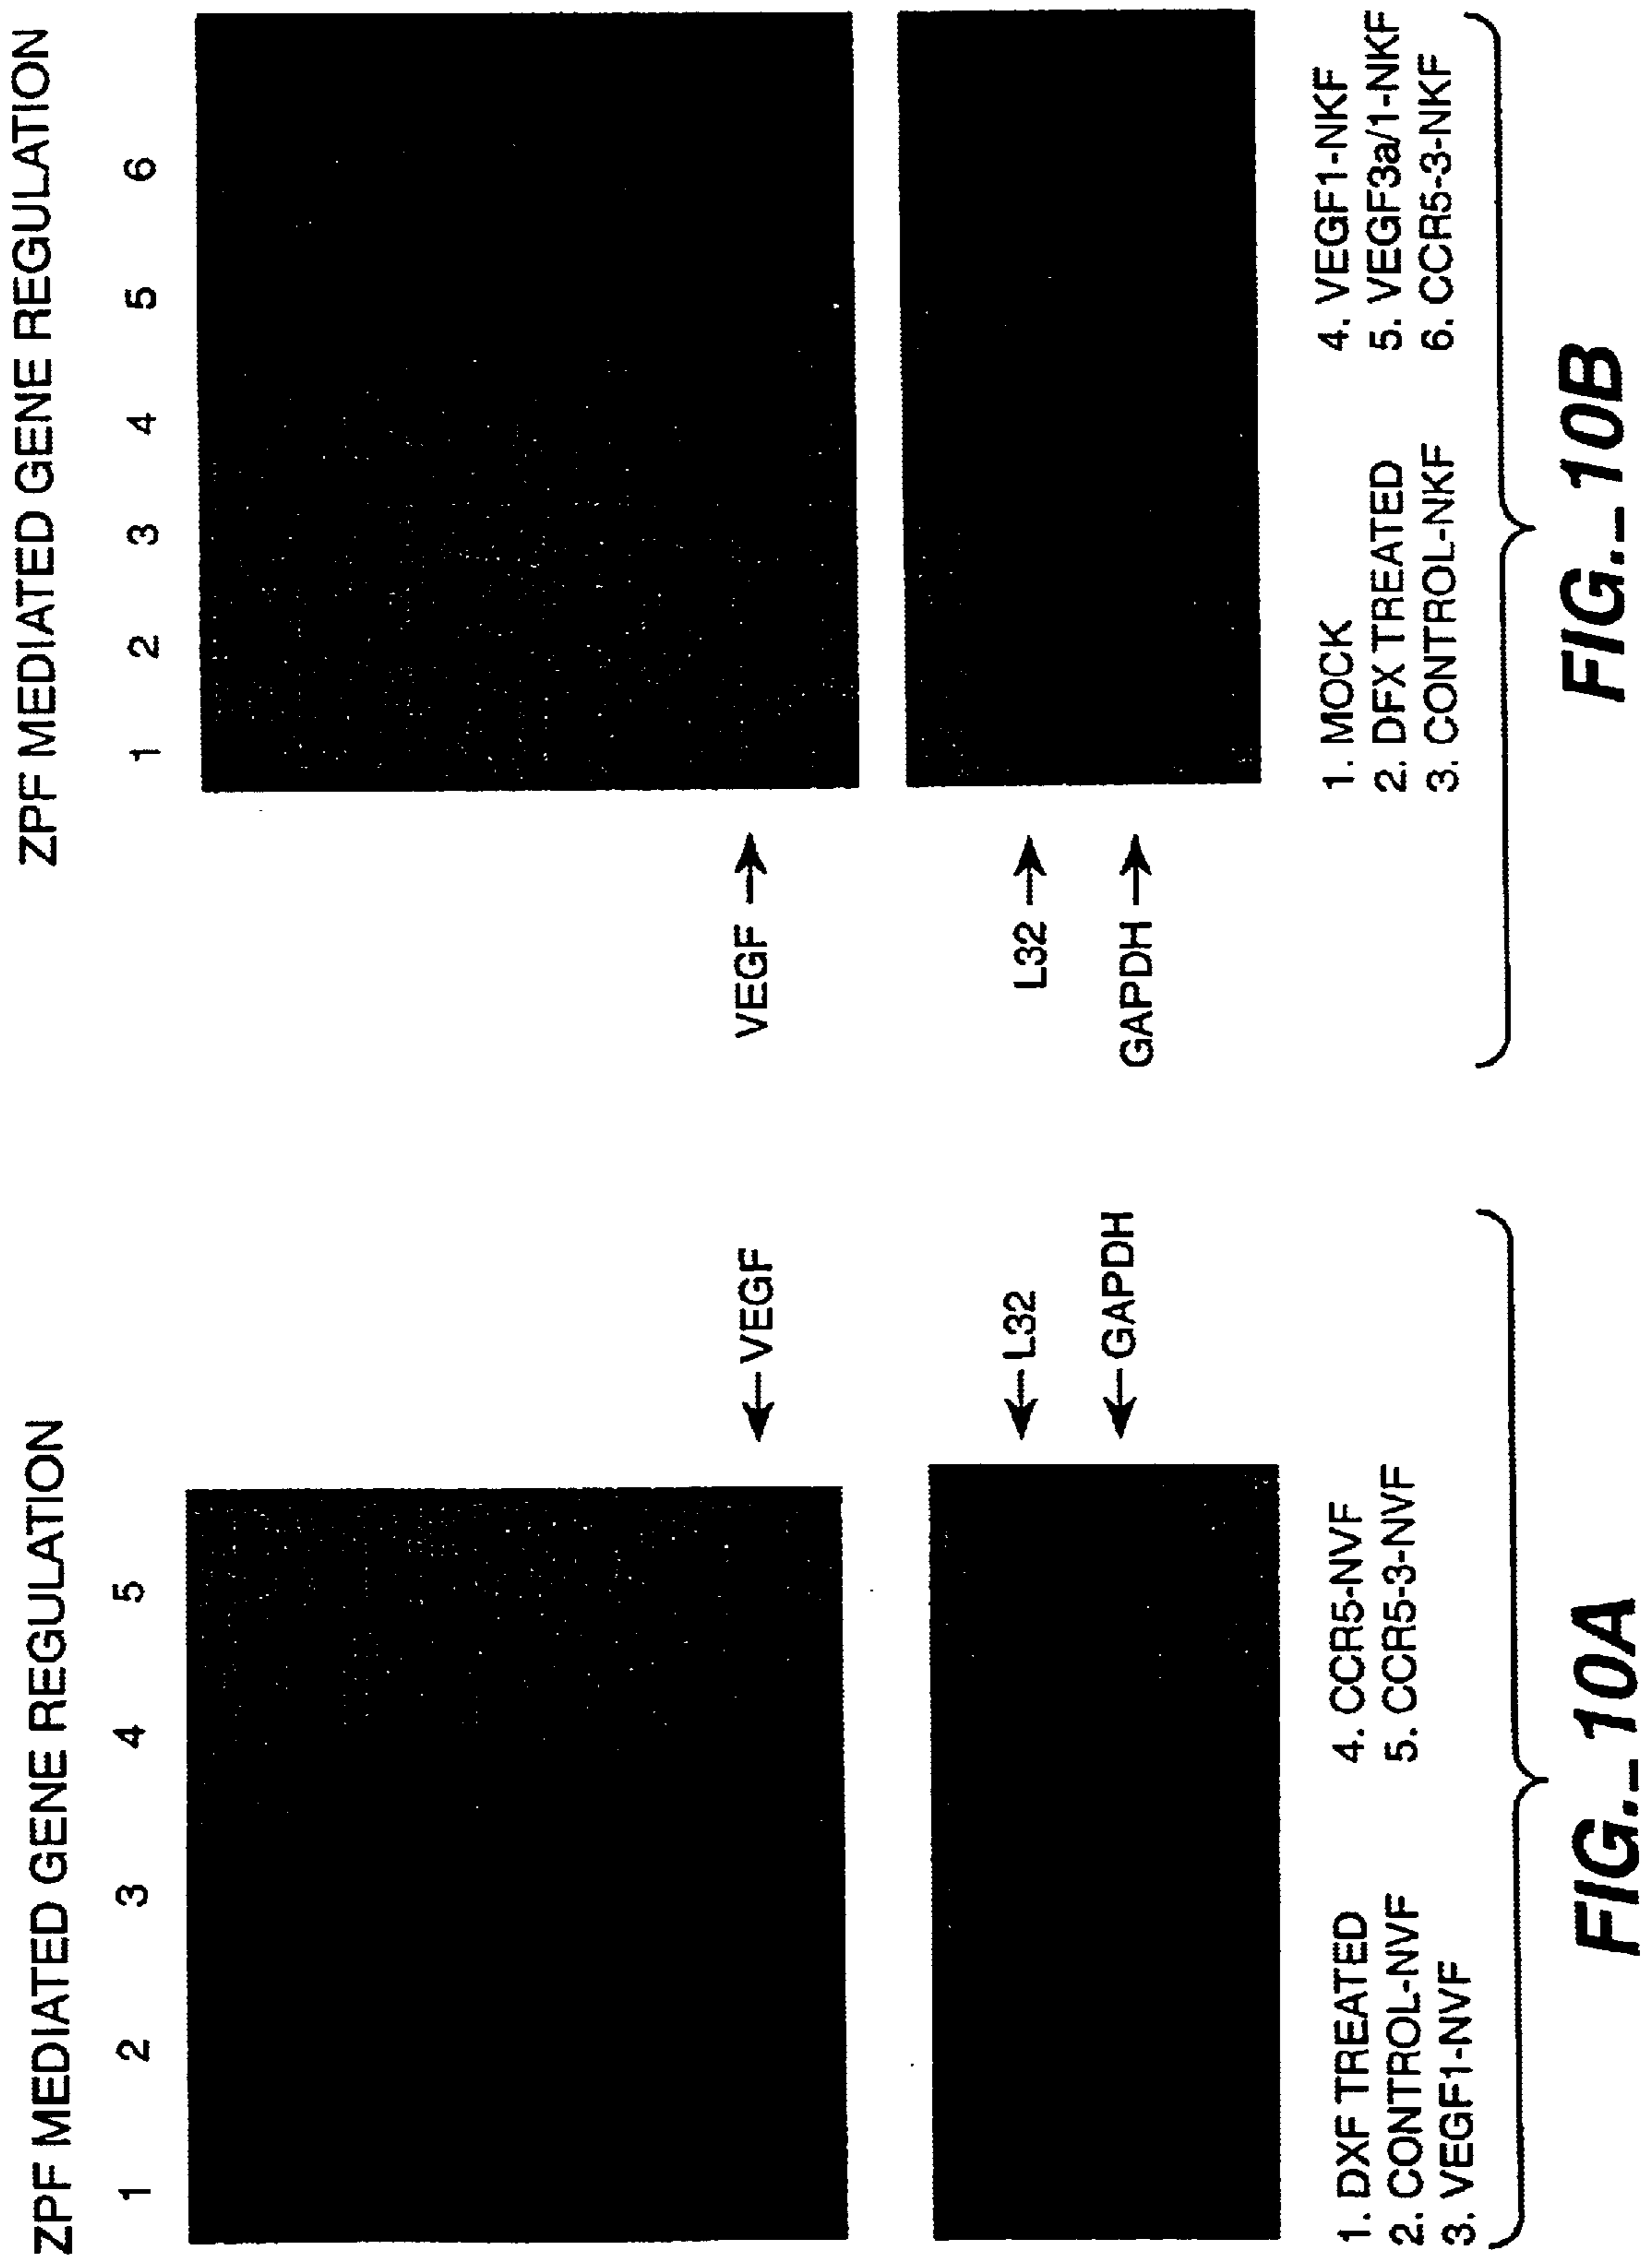 ZPF MEDIATED GENE REGULATION
1 2 3 4 5
VEGF
L32
GAPDH
1. DXF TREATED
2. CONTROL-NVF
3. VEGF1-NVF
4. CCR5-NVF
5. CCR5-3-NVF
FIG._10A
ZPF MEDIATED GENE REGULATION
1 2 3 4 5 6
VEGF
L32
GAPDH
1. MOCK
2. DFX TREATED
3. CONTROL-NKF
4. VEGF1-NKF
5. VEGF3a/1-NKF
6. CCR5-3-NKF
FIG._10B